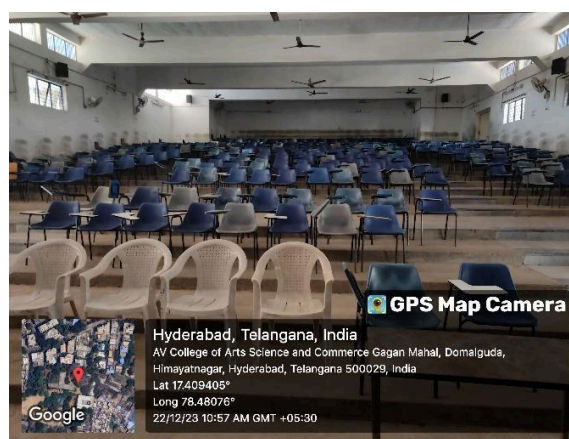 GPS Map Camera
Hyderabad, Telangana, India
AV College of Arts Science and Commerce Gagan Mahal, Domalguda,
Himayatnagar, Hyderabad, Telangana 500029, India
Lat 17.409405°
Long 78.48076°
22/12/23 10:57 AM GMT +05:30
Google